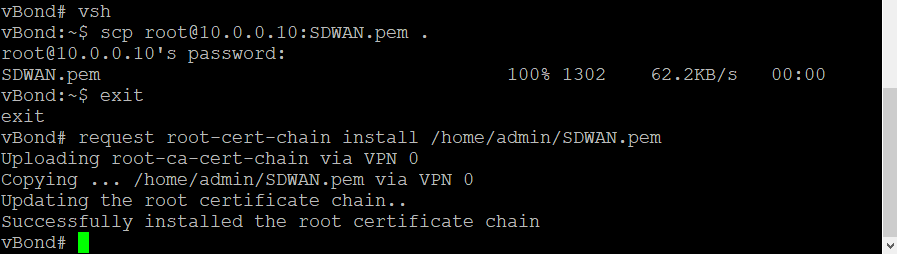 vBond# vsh
vBond:~$ scp root@10.0.0.10:SDWAN.pem .
root@10.0.0.10's password:
SDWAN.pem 100% 1302 62.2KB/s 00:00
vBond:~$ exit
exit
vBond# request root-cert-chain install /home/admin/SDWAN.pem
Uploading root-ca-cert-chain via VPN 0
Copying ... /home/admin/SDWAN.pem via VPN 0
Updating the root certificate chain..
Successfully installed the root certificate chain
vBond#